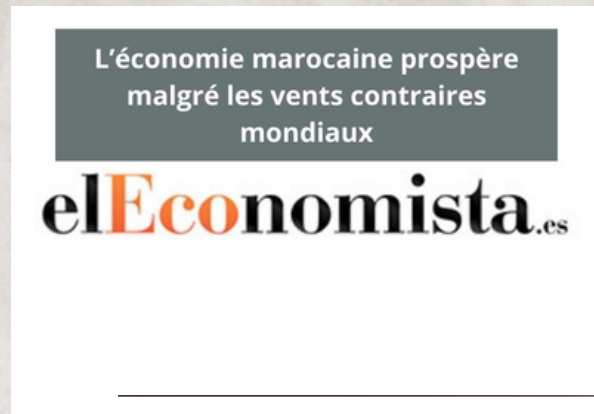 L'économie marocaine prospère
malgré les vents contraires
mondiaux
elEconomista.es